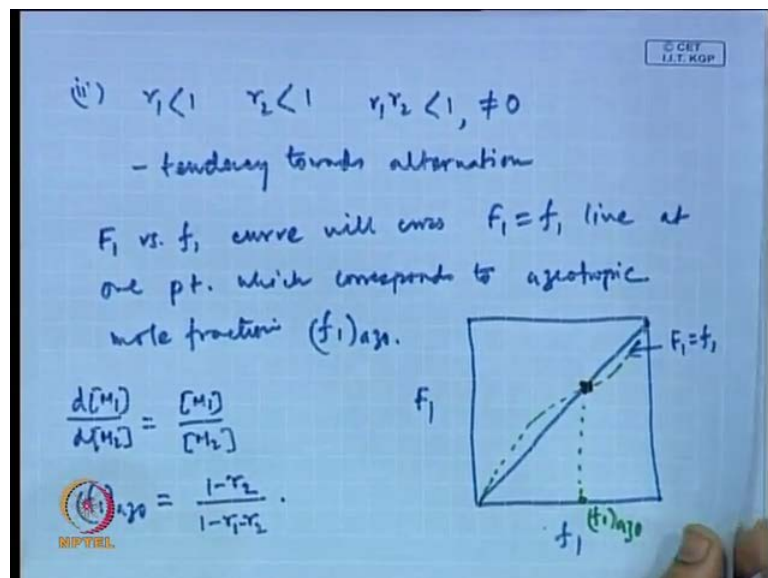 © CET
I.I.T. KGP
(ii) r₁ < 1 r₂ < 1 r₁r₂ < 1, ≠ 0
- tendency towards alternation
F₁ vs. f₁ curve will cross F₁ = f₁ line at
one pt. which corresponds to azeotropic
mole fraction (f₁)azo.
d[M₁]/d[M₂] = [M₁]/[M₂]
(f₁)azo = 1-r₂/1-r₁-r₂ .
F₁
F₁=f₁
(f₁)azo
f₁
NPTEL